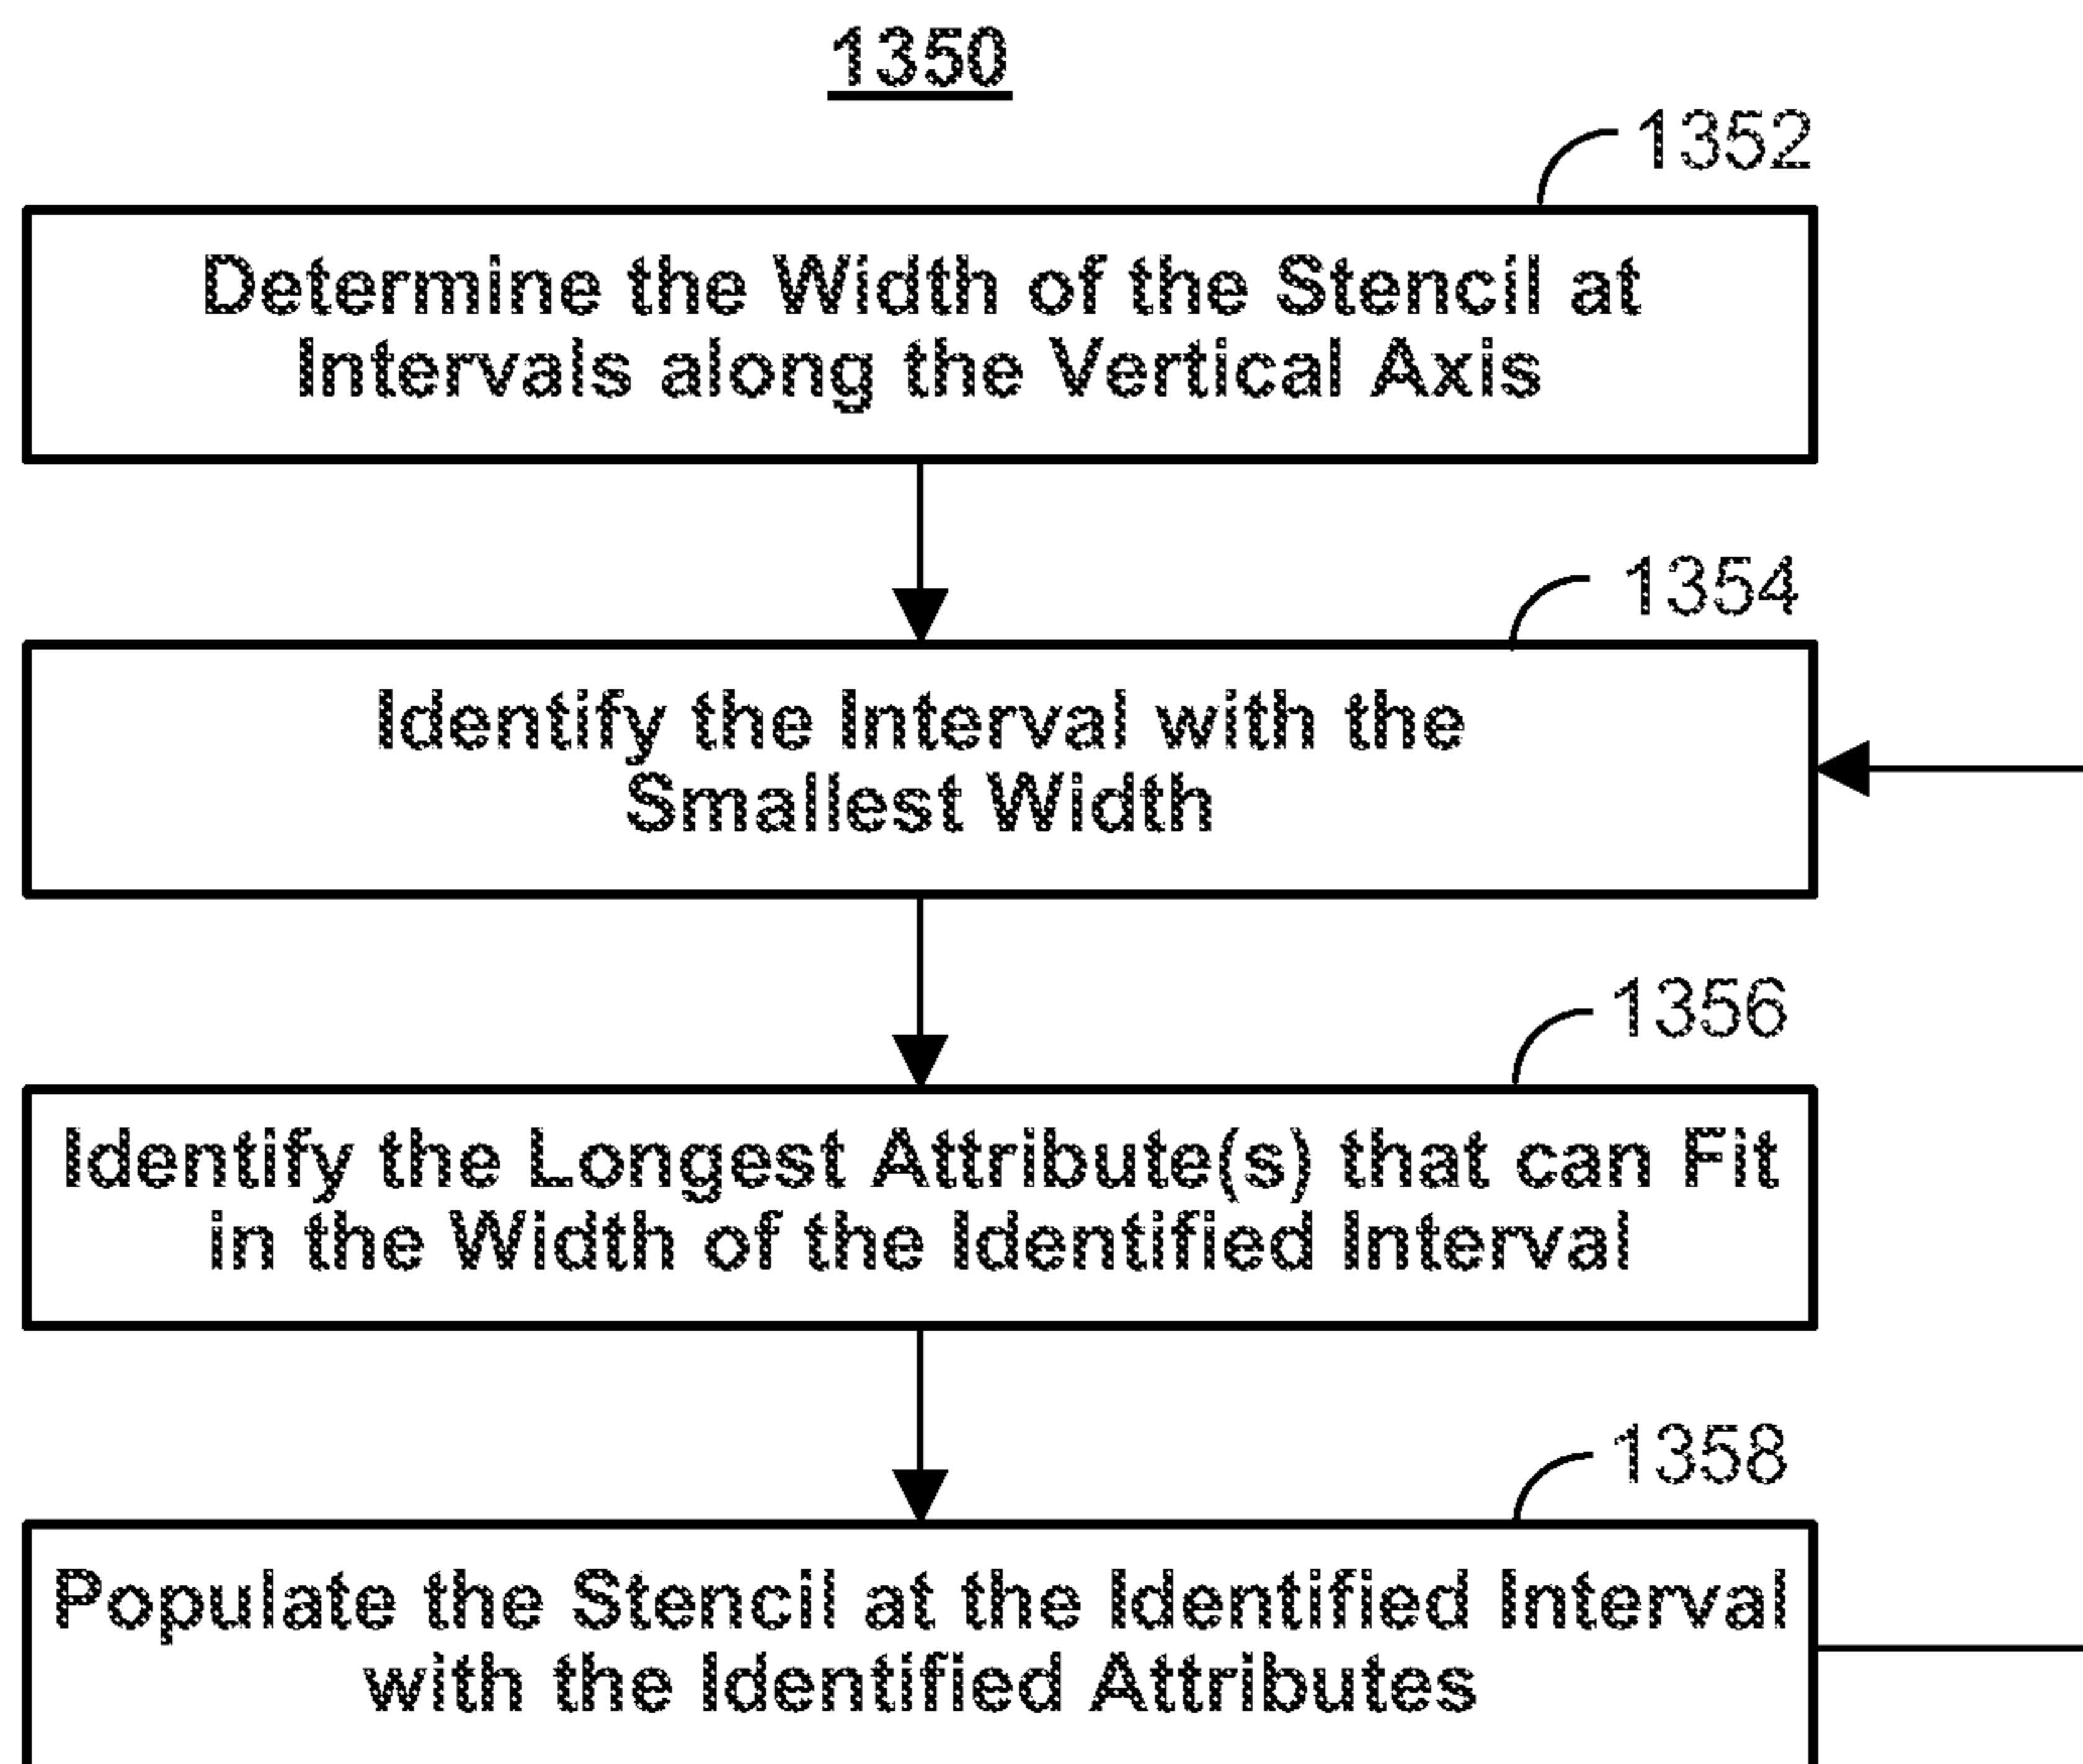 1350
1352
Determine the Width of the Stencil at
Intervals along the Vertical Axis
1354
Identify the Interval with the
Smallest Width
1356
Identify the Longest Attribute(s) that can Fit
in the Width of the Identified Interval
1358
Populate the Stencil at the Identified Interval
with the Identified Attributes